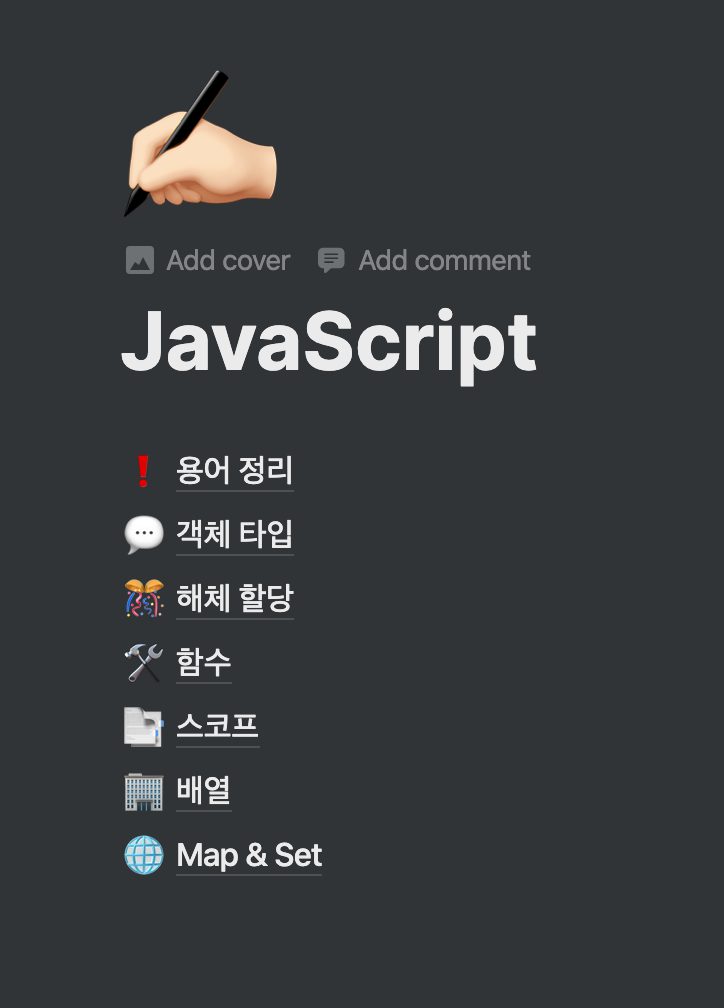 Add cover Add comment
JavaScript
용어 정리
객체 타입
해체 할당
함수
스코프
배열
Map & Set